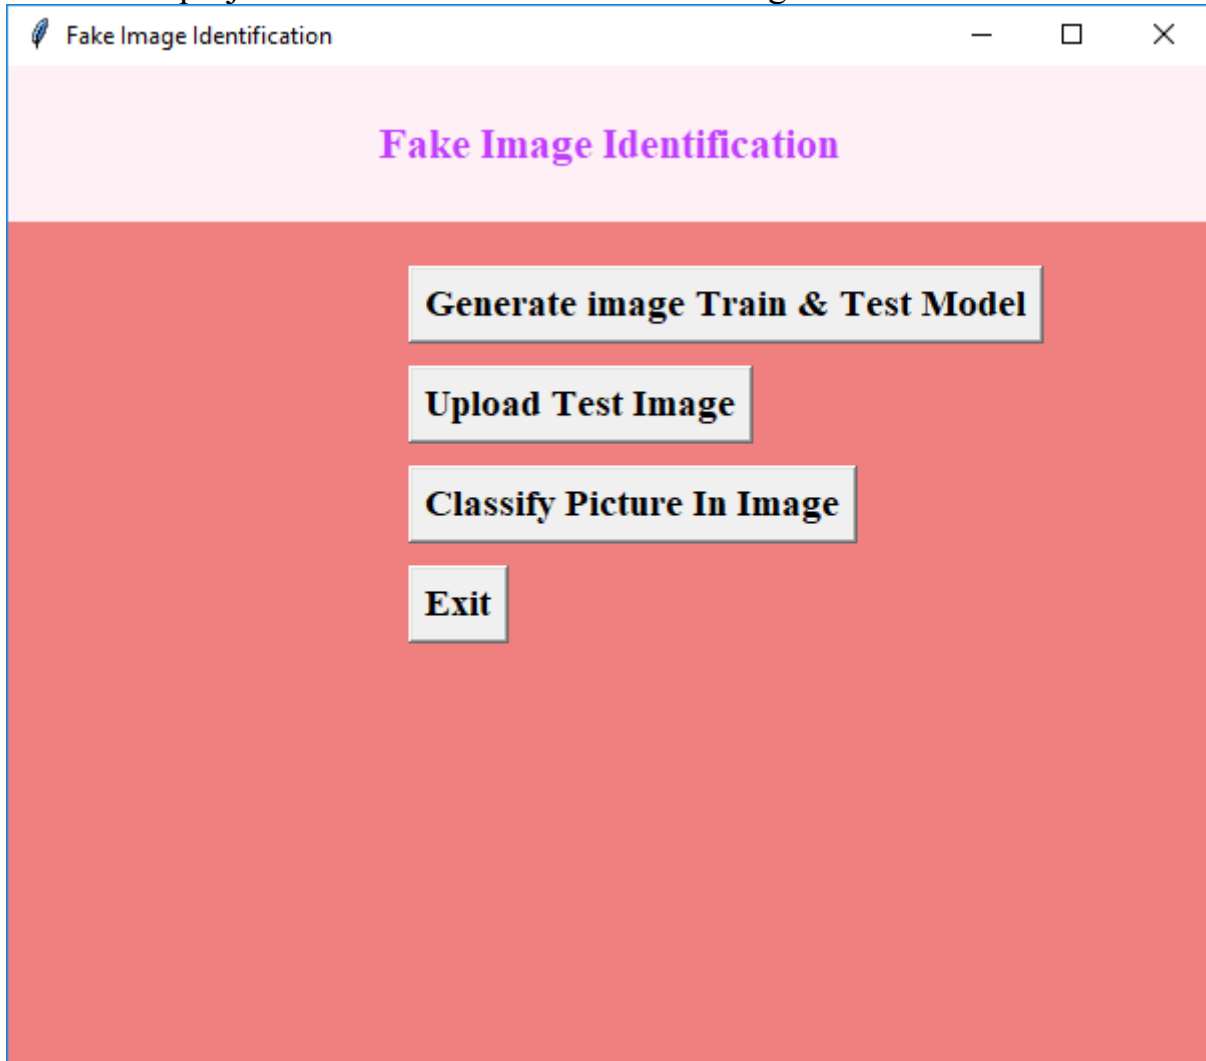 Fake Image Identification
Fake Image Identification
Generate image Train & Test Model
Upload Test Image
Classify Picture In Image
Exit